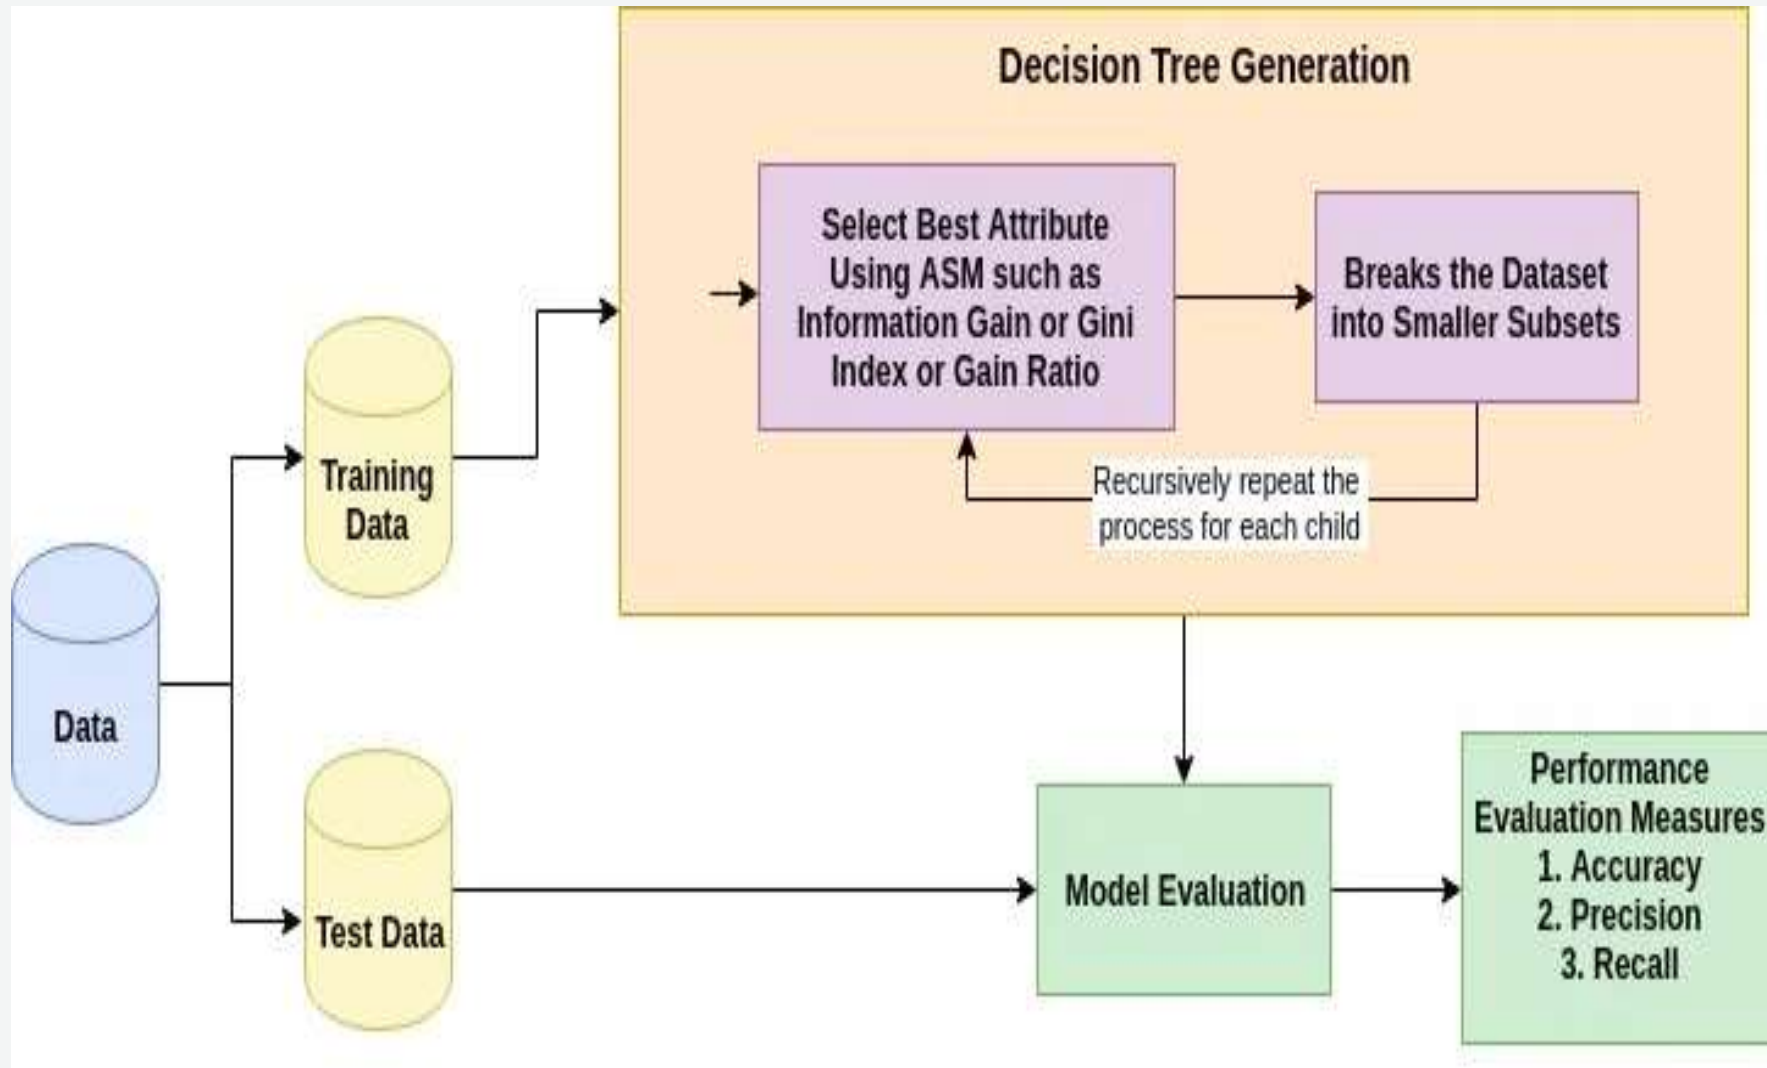 Decision Tree Generation
Select Best Attribute
Using ASM such as
Information Gain or Gini
Index or Gain Ratio
Breaks the Dataset
into Smaller Subsets
Recursively repeat the
process for each child
Training
Data
Data
Test Data
Model Evaluation
Performance
Evaluation Measures
1. Accuracy
2. Precision
3. Recall